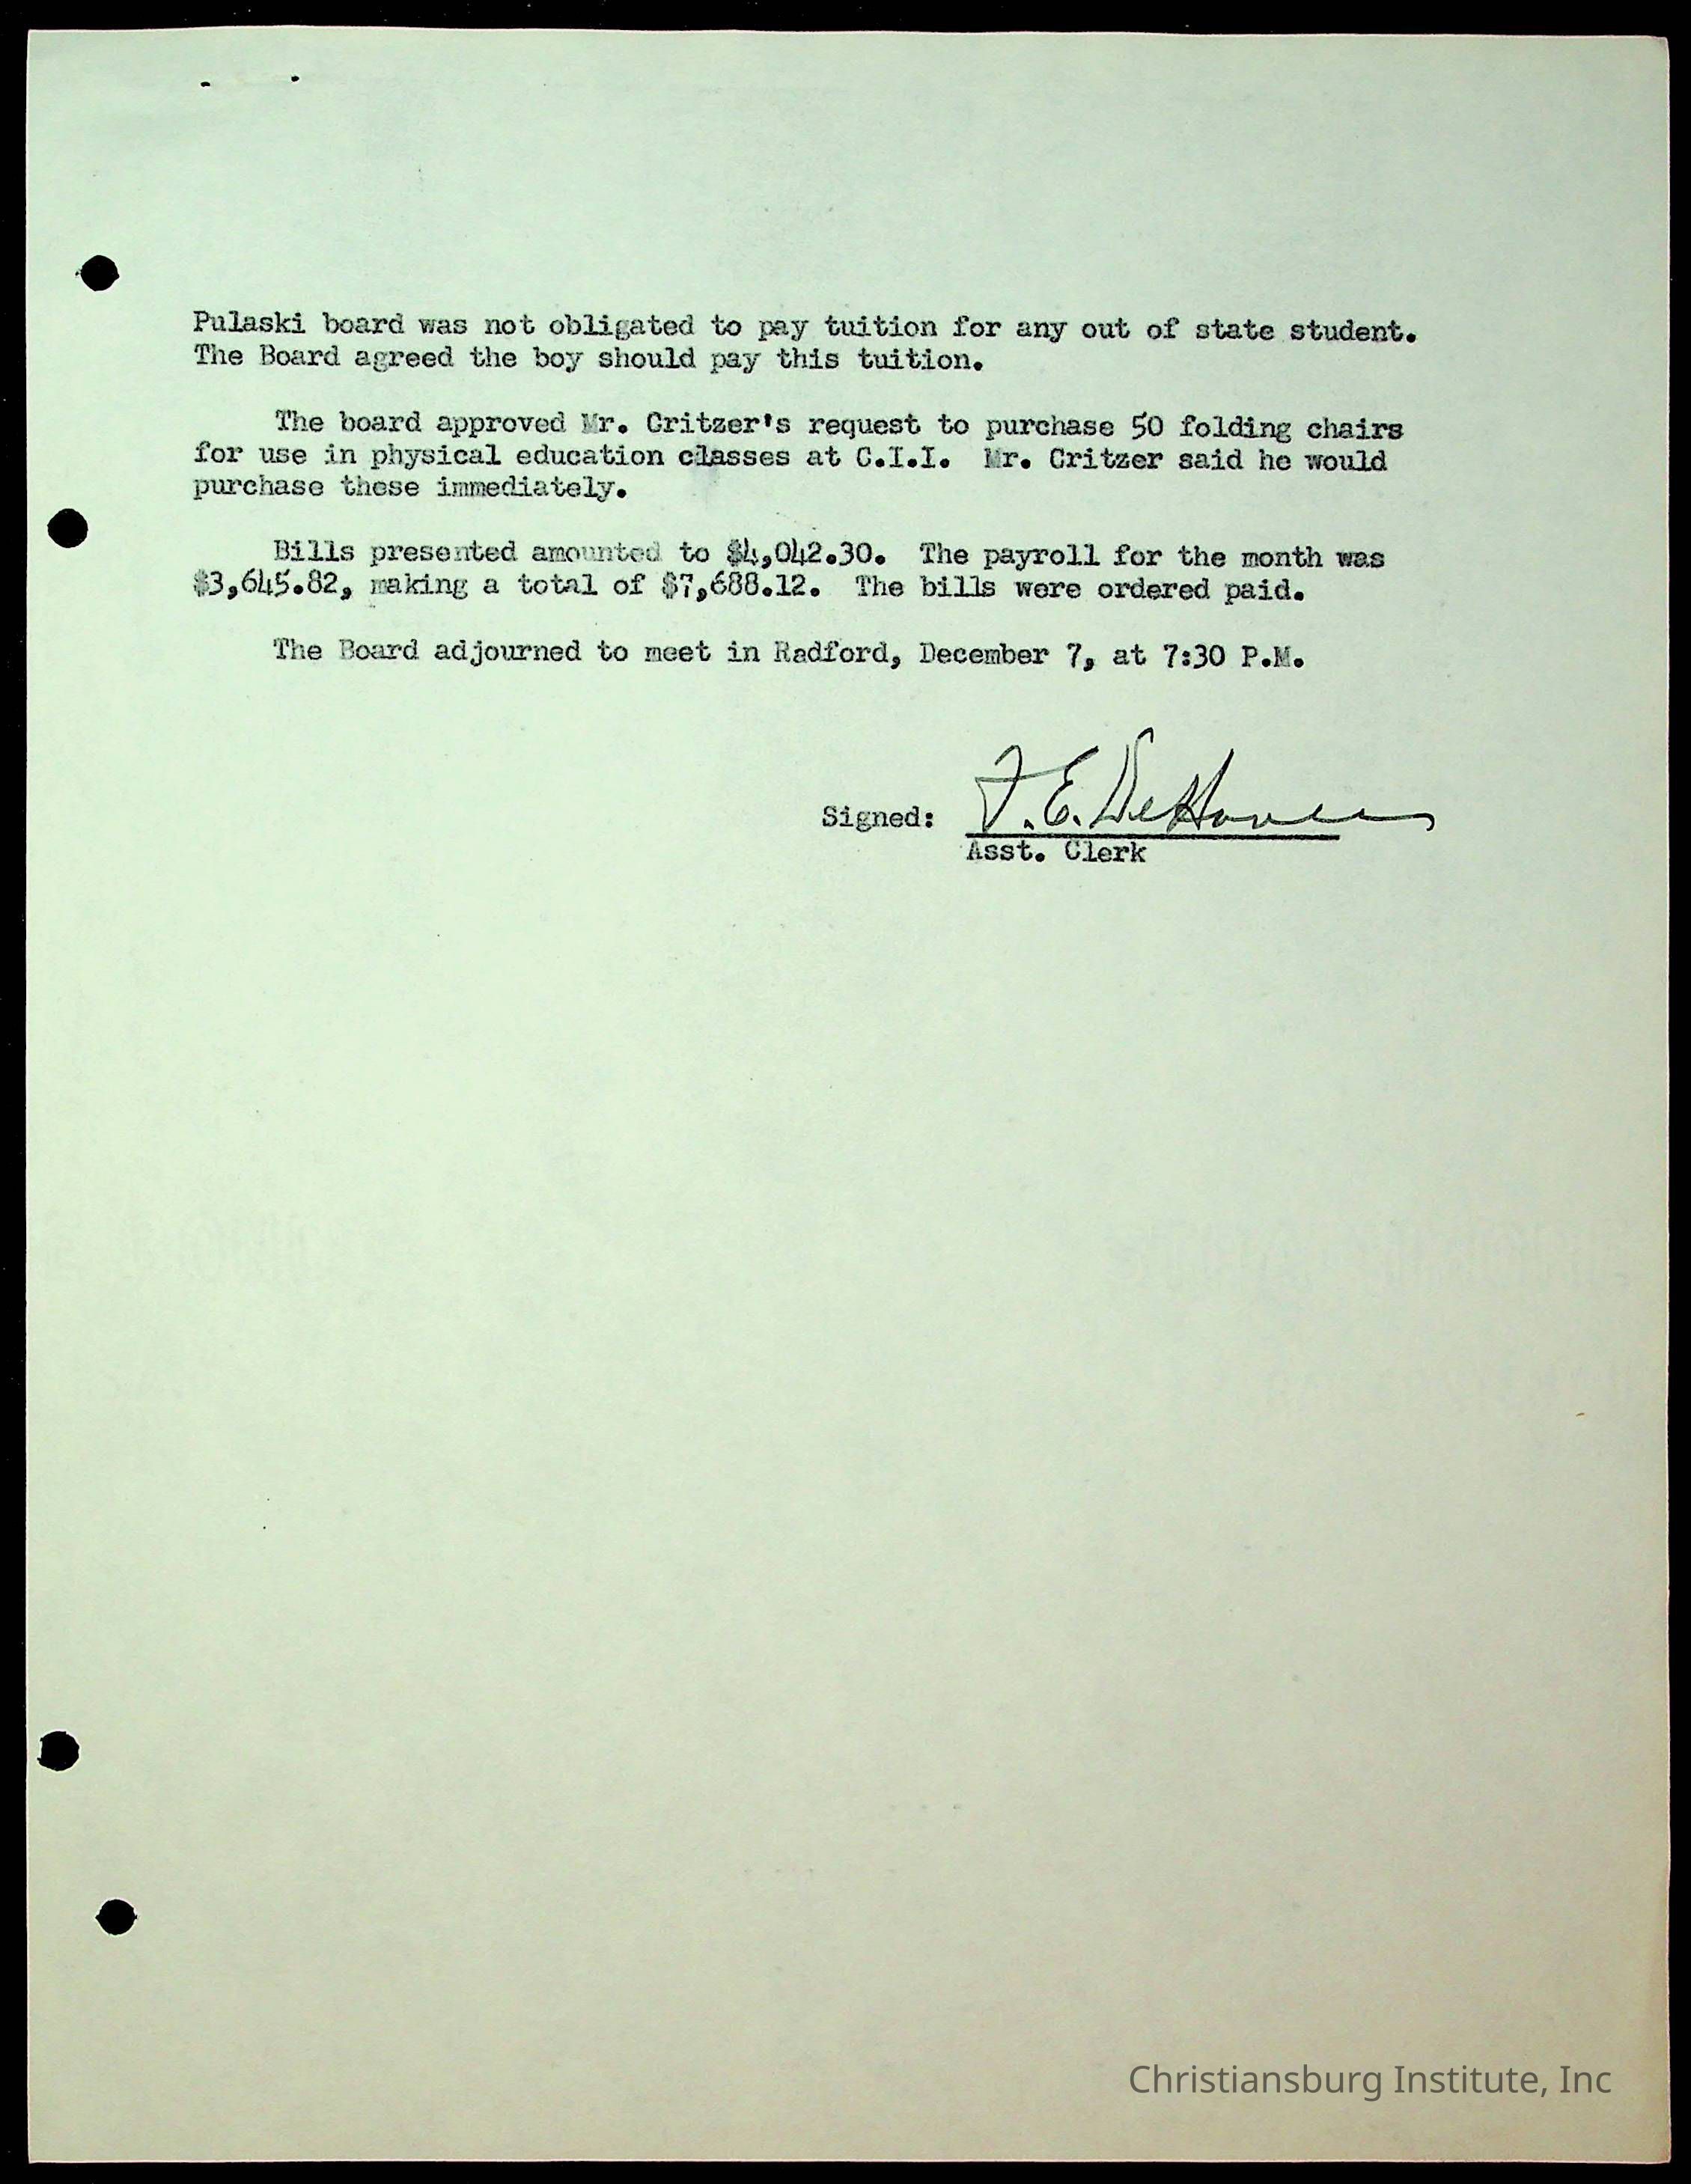 Pulaski board was not obligated to pay tuition for any out of state student.
The Board agreed the boy should pay this tuition.
The board approved Mr. Critzer's request to purchase 50 folding chairs
for use in physical education classes at C.I.I.  Mr. Critzer said he would
purchase these immediately.
Bills presented amounted to $4,042.30.  The payroll for the month was
$3,645.82, making a total of $7,688.12.  The bills were ordered paid.
The Board adjourned to meet in Radford, December 7, at 7:30 P.M.
Signed: F. E. DeHaven
Asst. Clerk
Christiansburg Institute, Inc